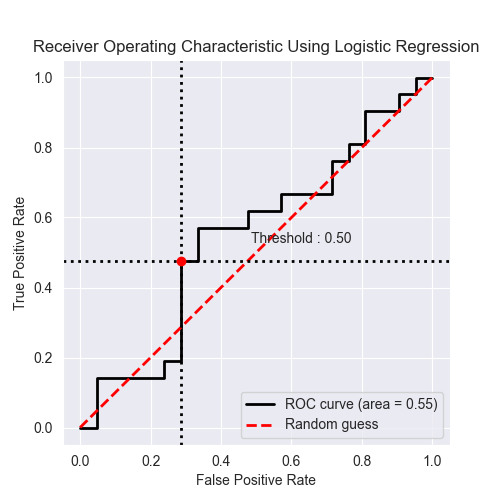 Receiver Operating Characteristic Using Logistic Regression
1.0
0.8
0.6
0.4
0.2
0.0
True Positive Rate
Threshold : 0.50
ROC curve (area = 0.55)
Random guess
0.0 0.2 0.4 0.6 0.8 1.0
False Positive Rate